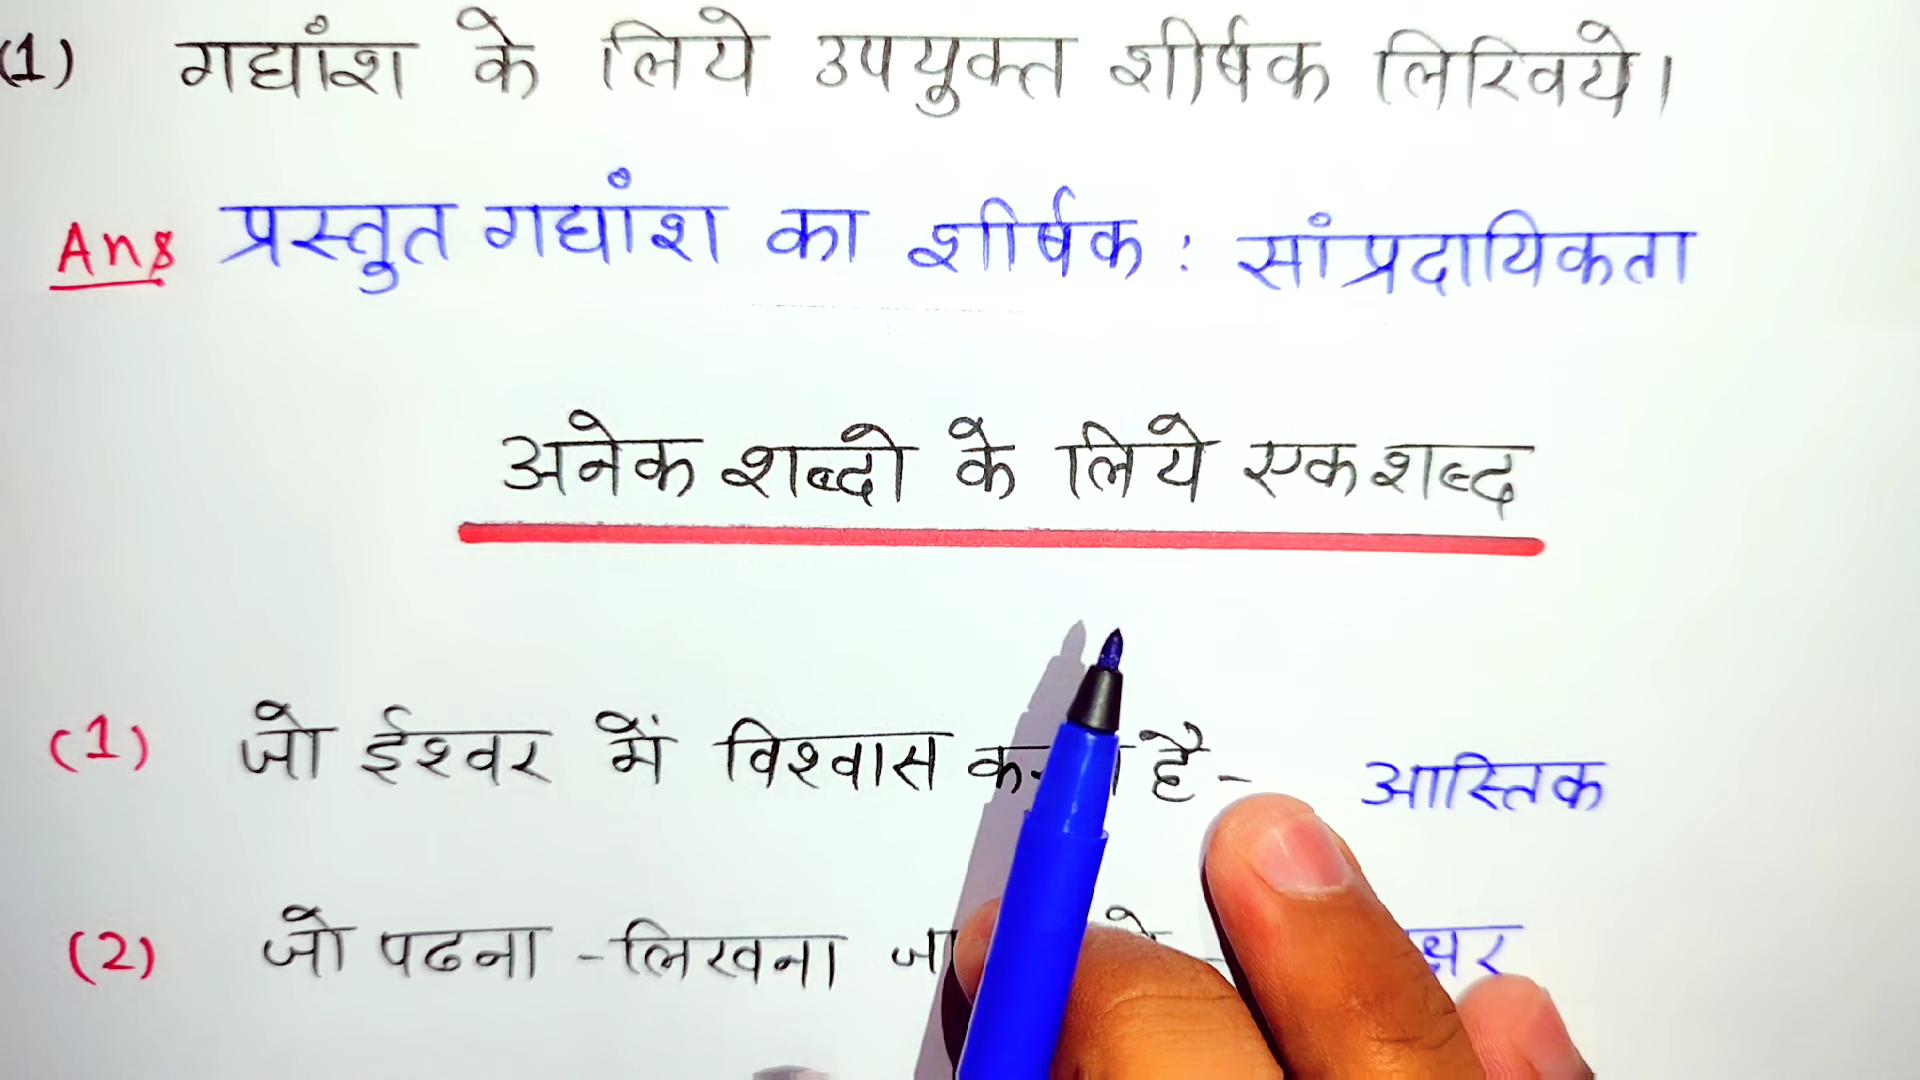 (1) गद्यांश के लिये उपयुक्त शीर्षक लिखिये।
Ans प्रस्तुत गद्यांश का शीर्षक : सांप्रदायिकता
अनेक शब्दो के लिये एक शब्द
(1) जो ईश्वर में विश्वास है - आस्तिक
(2) जो पढना - लिखना